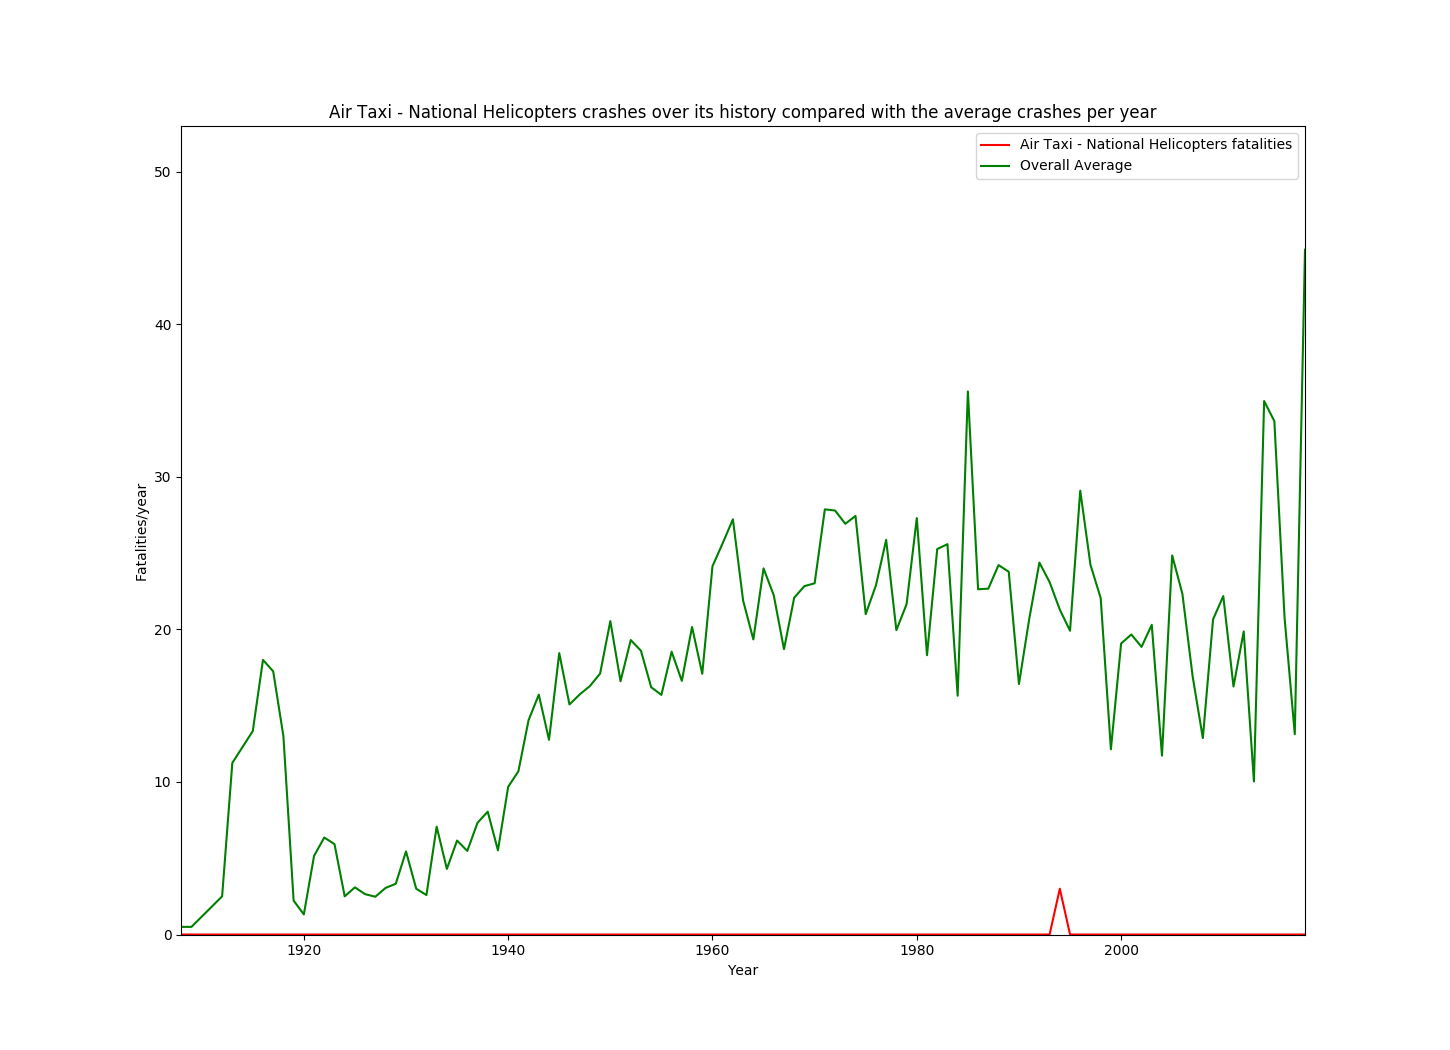 Air Taxi - National Helicopters crashes over its history compared with the average crashes per year
Air Taxi - National Helicopters fatalities
Overall Average
50
40
30
20
10
0
Fatalities/year
1920 1940 1960 1980 2000
Year